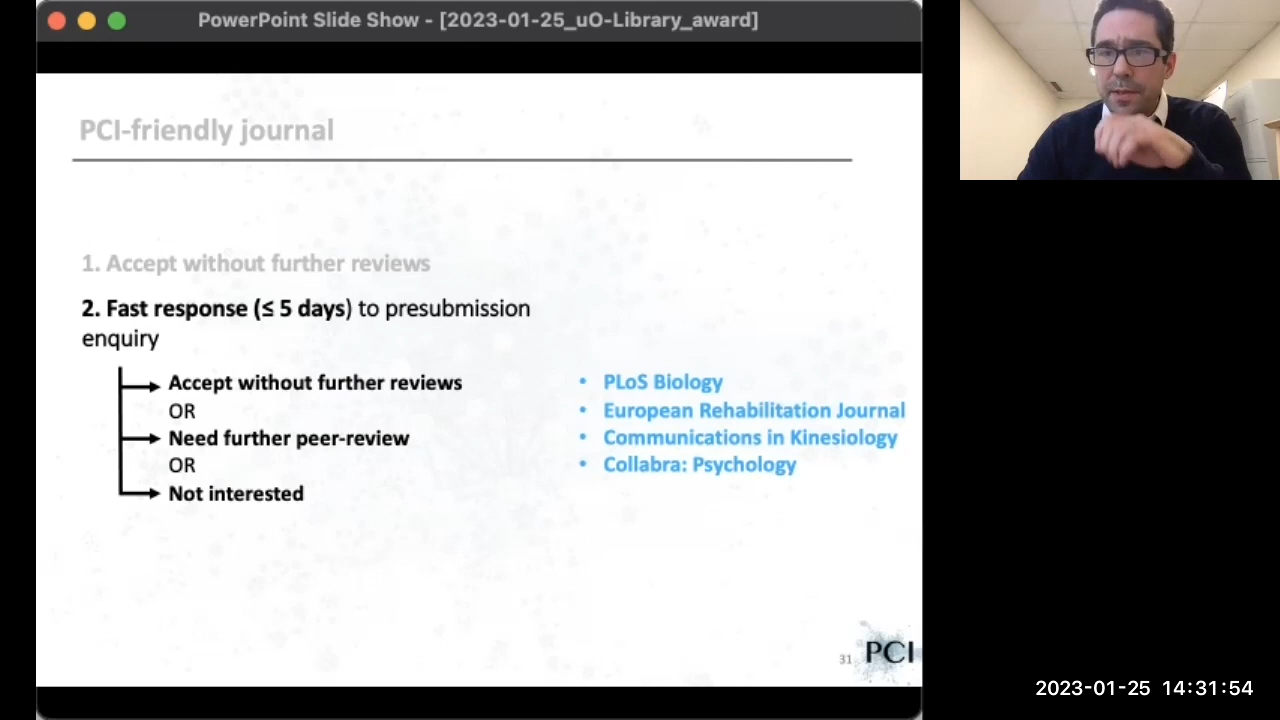 PowerPoint Slide Show - [2023-01-25_uO-Library_award]
PCI-friendly journal
1. Accept without further reviews
2. Fast response (≤ 5 days) to presubmission
enquiry
Accept without further reviews
OR
Need further peer-review
OR
Not interested
• PLoS Biology
• European Rehabilitation Journal
• Communications in Kinesiology
• Collabra: Psychology
31
PCI
2023-01-25 14:31:54